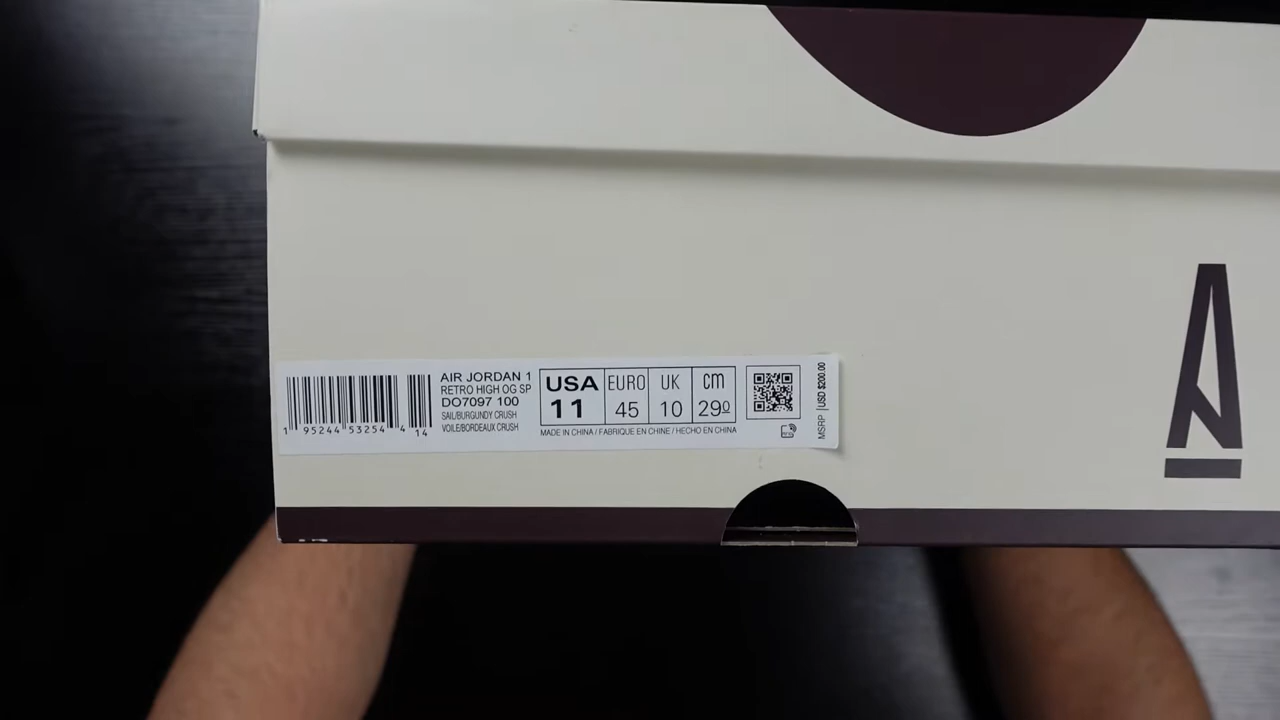 AIR JORDAN 1
RETRO HIGH OG SP
DO7097 100
SAIL/BURGUNDY CRUSH
VOILE/BORDEAUX CRUSH
1 95244 53254 4 14
USA EURO UK cm
11 45 10 29º
MADE IN CHINA / FABRIQUE EN CHINE / HECHO EN CHINA
MSRP | USD $200.00